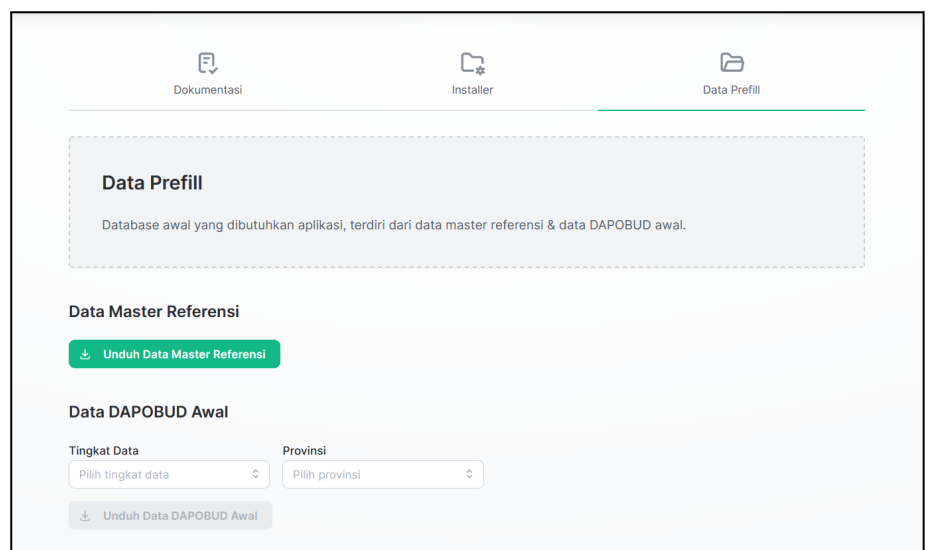 Dokumentasi
Installer
Data Prefill
Data Prefill
Database awal yang dibutuhkan aplikasi, terdiri dari data master referensi & data DAPOBUD awal.
Data Master Referensi
Unduh Data Master Referensi
Data DAPOBUD Awal
Tingkat Data
Provinsi
Pilih tingkat data
Pilih provinsi
Unduh Data DAPOBUD Awal